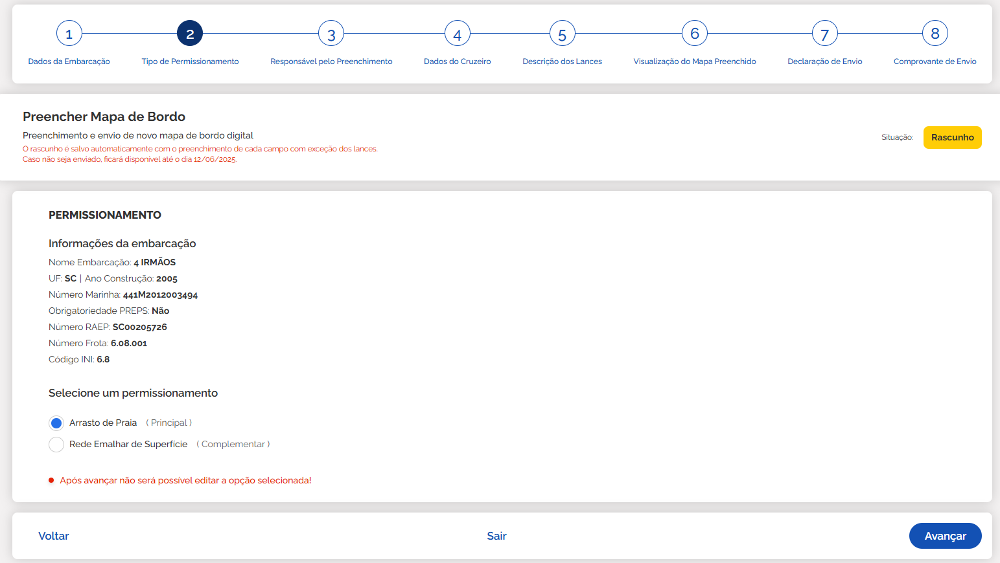 1 2 3 4 5 6 7 8
Dados da Embarcação Tipo de Permissionamento Responsável pelo Preenchimento Dados do Cruzeiro Descrição dos Lances Visualização do Mapa Preenchido Declaração de Envio Comprovante de Envio
Preencher Mapa de Bordo
Preenchimento e envio de novo mapa de bordo digital
O rascunho é salvo automaticamente com o preenchimento de cada campo com exceção dos lances.
Caso não seja enviado, ficará disponível até o dia 12/06/2025.
Situação: Rascunho
PERMISSIONAMENTO
Informações da embarcação
Nome Embarcação: 4 IRMÃOS
UF: SC | Ano Construção: 2005
Número Marinha: 441M2012003494
Obrigatoriedade PREPS: Não
Número RAEP: SC00205726
Número Frota: 6.08.001
Código INI: 6.8
Selecione um permissionamento
Arrasto de Praia ( Principal )
Rede Emalhar de Superfície ( Complementar )
Após avançar não será possível editar a opção selecionada!
Voltar Sair Avançar